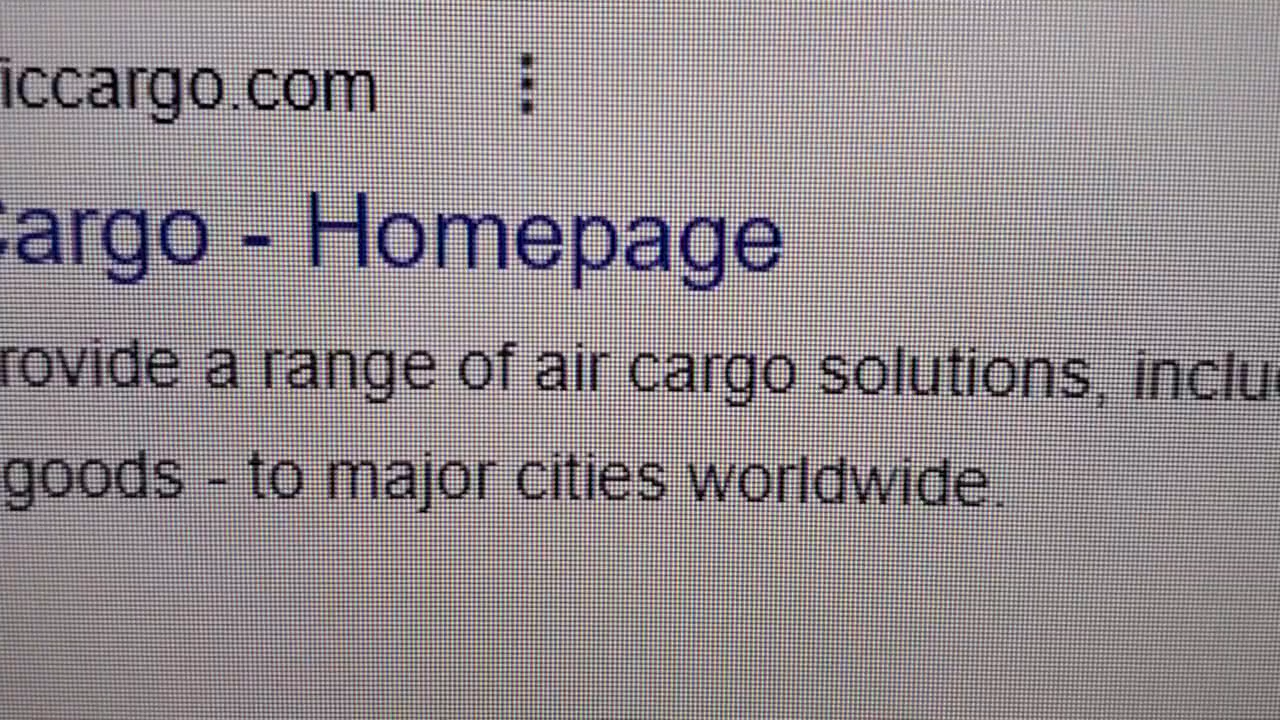 iccargo.com
Cargo - Homepage
rovide a range of air cargo solutions, inclu
goods - to major cities worldwide.